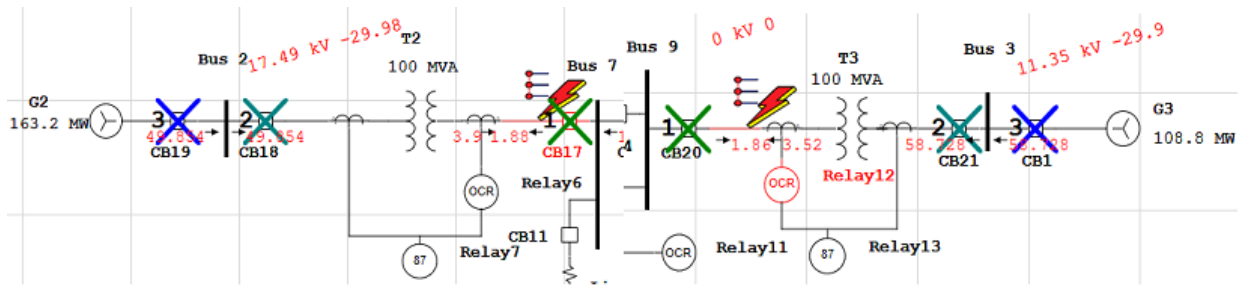 Bus 2
17.49 kV -29.98
T2
100 MVA
Bus 7
G2
163.2 MW
3
2
1
CB19
CB18
3.9
1.88
CB17
OCR
Relay6
87
Relay7
CB11
Bus 9
0 kV 0
T3
100 MVA
Bus 3
11.35 kV -29.9
G3
108.8 MW
1
2
3
CB20
1.86
3.52
CB21
CB1
OCR
Relay12
OCR
Relay11
87
Relay13